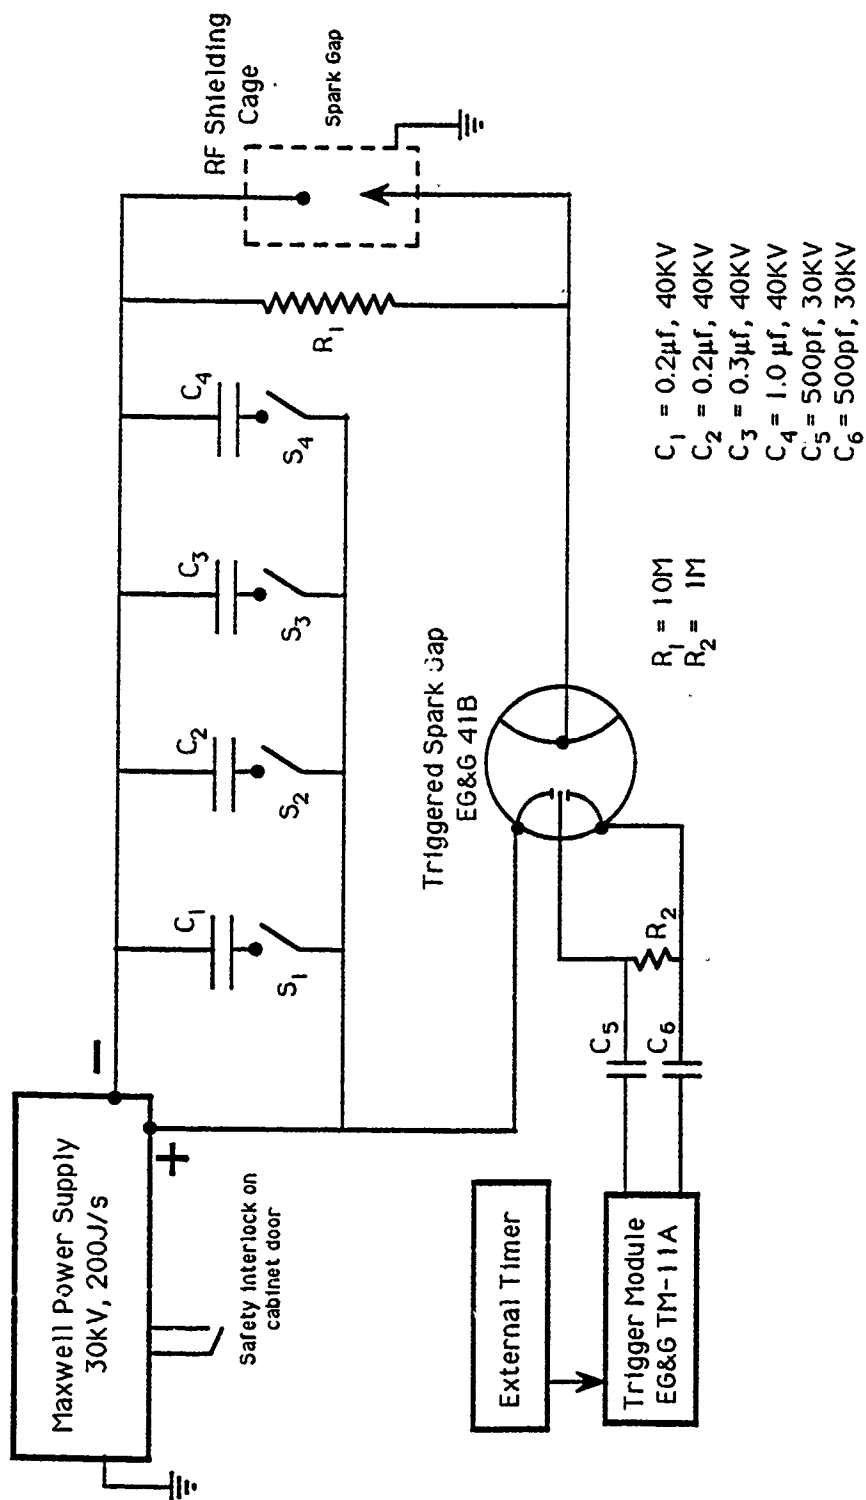 Maxwell Power Supply
30kV, 200J/s
Safety Interlock on
cabinet door
External Timer
Trigger Module
EG&G TM-11A
−
+
C1
S1
C2
S2
C3
S3
C4
S4
R1
RF Shielding
Cage
Spark Gap
Triggered Spark Gap
EG&G 41B
C5
C6
R2
R1 = 10M
R2 = 1M
C1 = 0.2µf, 40KV
C2 = 0.2µf, 40KV
C3 = 0.3µf, 40KV
C4 = 1.0 µf, 40KV
C5 = 500pf, 30KV
C6 = 500pf, 30KV